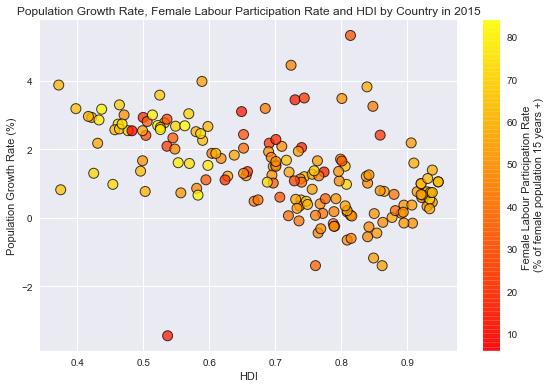 Population Growth Rate, Female Labour Participation Rate and HDI by Country in 2015
Population Growth Rate (%)
4
2
0
−2
0.4 0.5 0.6 0.7 0.8 0.9
HDI
80
70
60
50
40
30
20
10
Female Labour Participation Rate
(% of female population 15 years +)